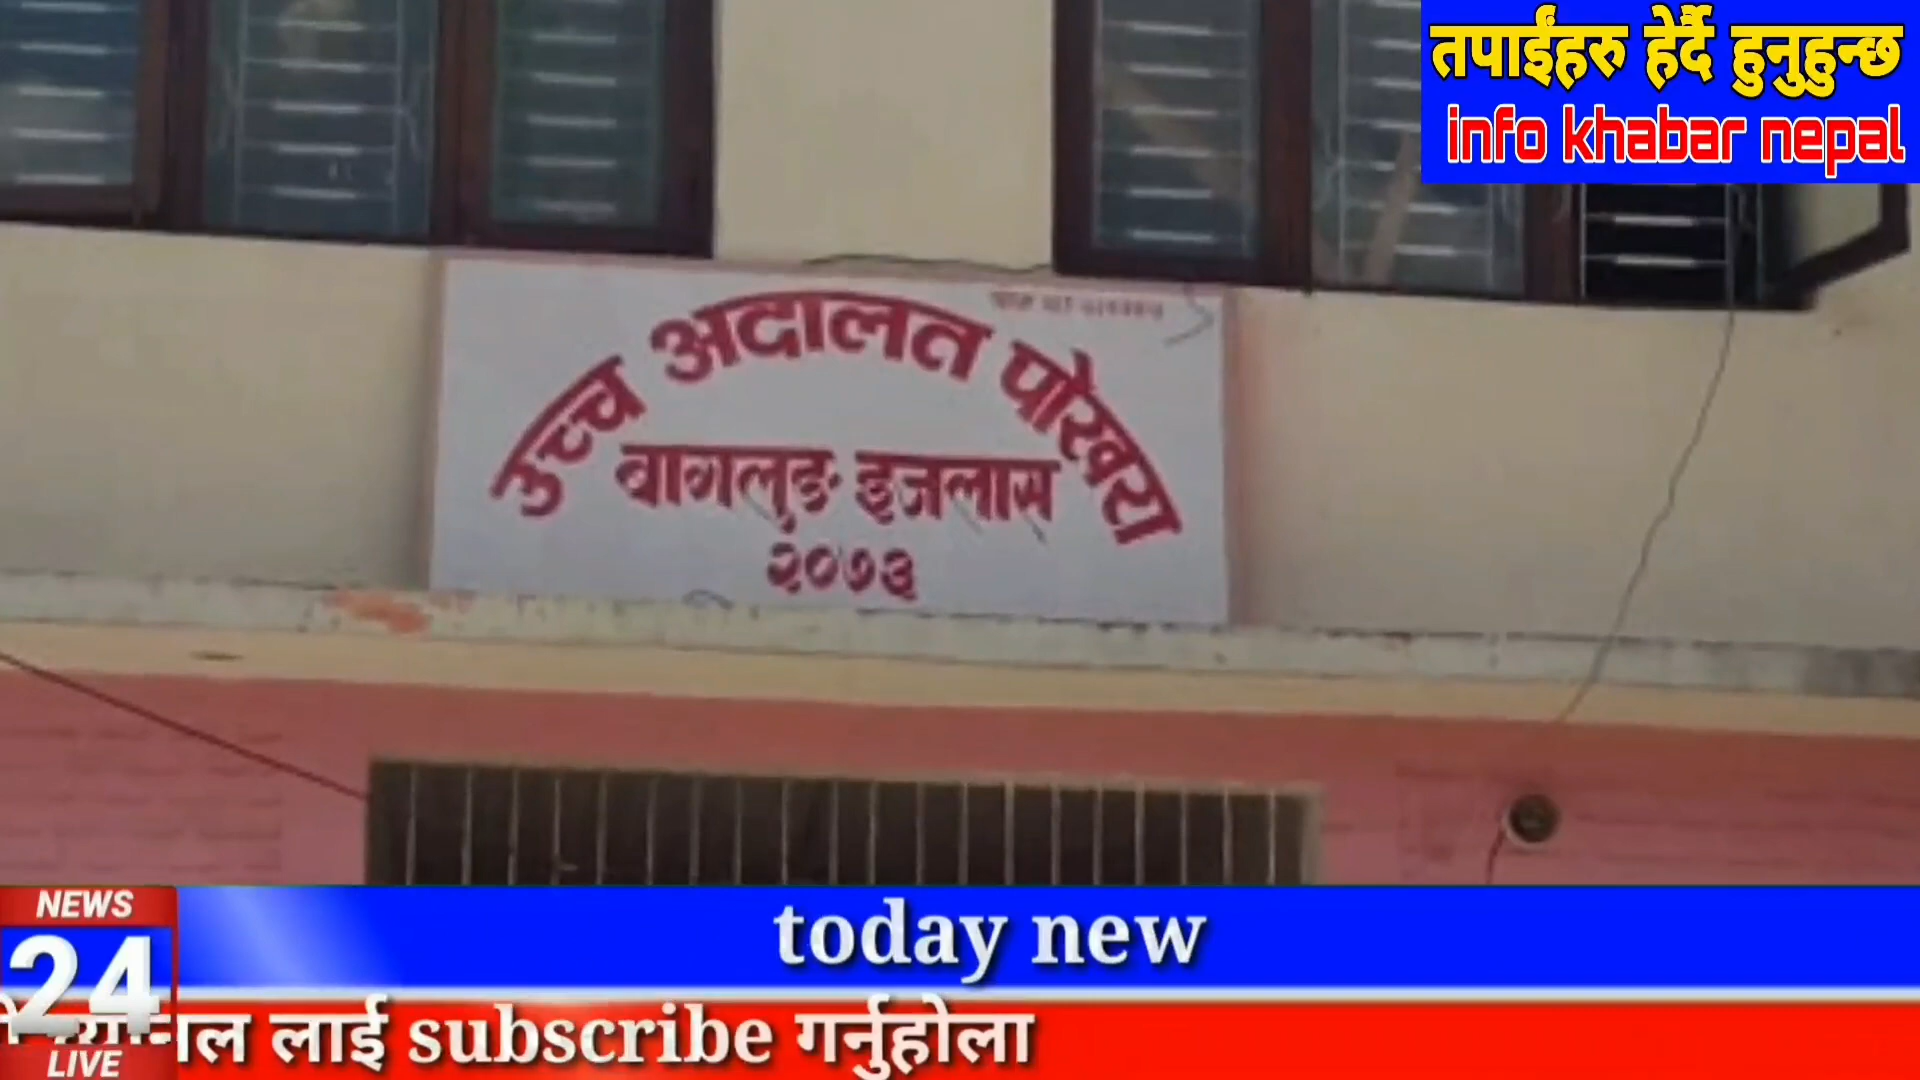 तपाईंहरु हेर्दै हुनुहुन्छ
info khabar nepal
उच्च अदालत पोखरा
बागलुङ इजलास
२०७३
NEWS
24
LIVE
today new
लाई subscribe गर्नुहोला